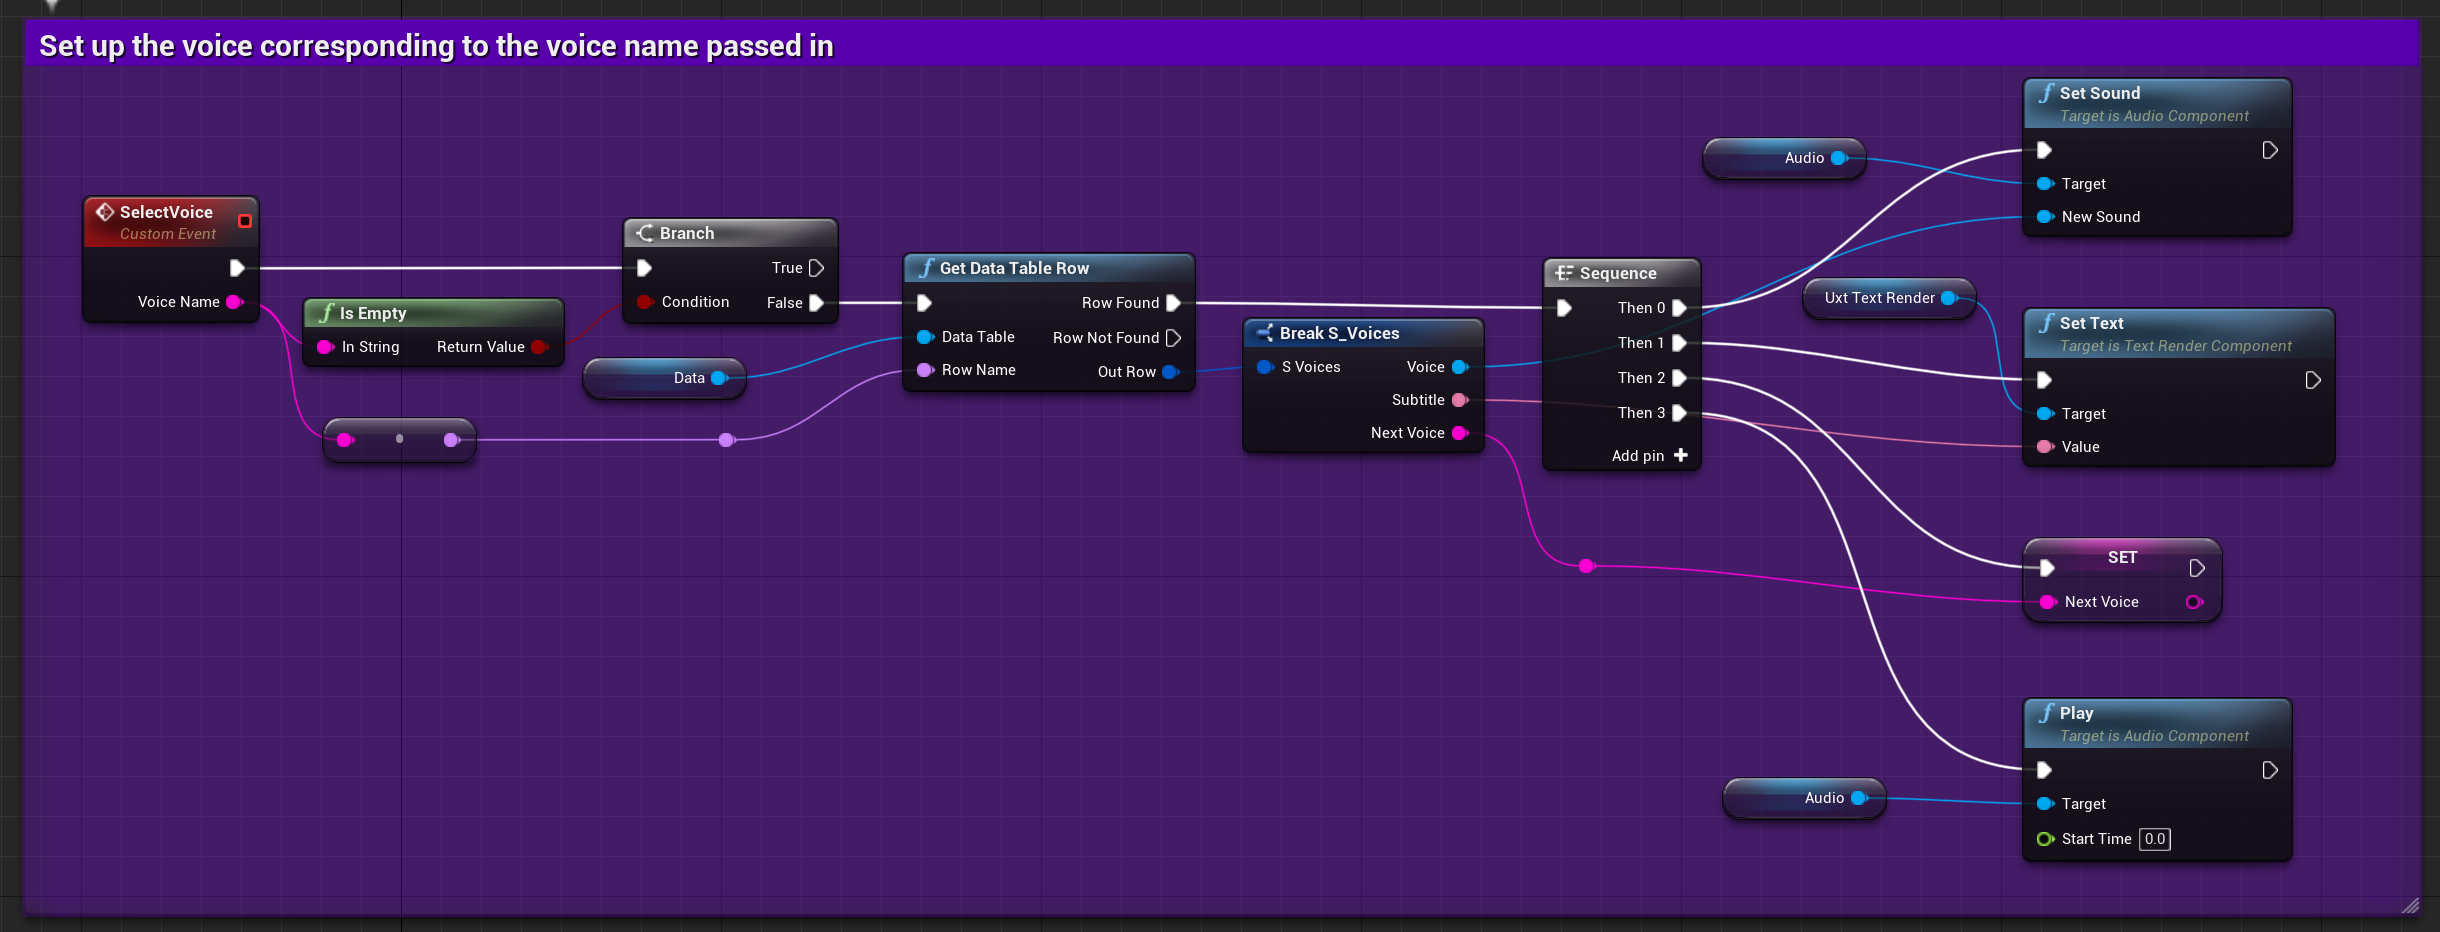 Set up the voice corresponding to the voice name passed in
SelectVoice
Custom Event
Voice Name
Is Empty
In String
Return Value
Branch
True
Condition
False
Data
Get Data Table Row
Row Found
Data Table
Row Not Found
Row Name
Out Row
Break S_Voices
S Voices
Voice
Subtitle
Next Voice
Sequence
Then 0
Then 1
Then 2
Then 3
Add pin
Audio
Set Sound
Target is Audio Component
Target
New Sound
Uxt Text Render
Set Text
Target is Text Render Component
Target
Value
SET
Next Voice
Audio
Play
Target is Audio Component
Target
Start Time 0.0